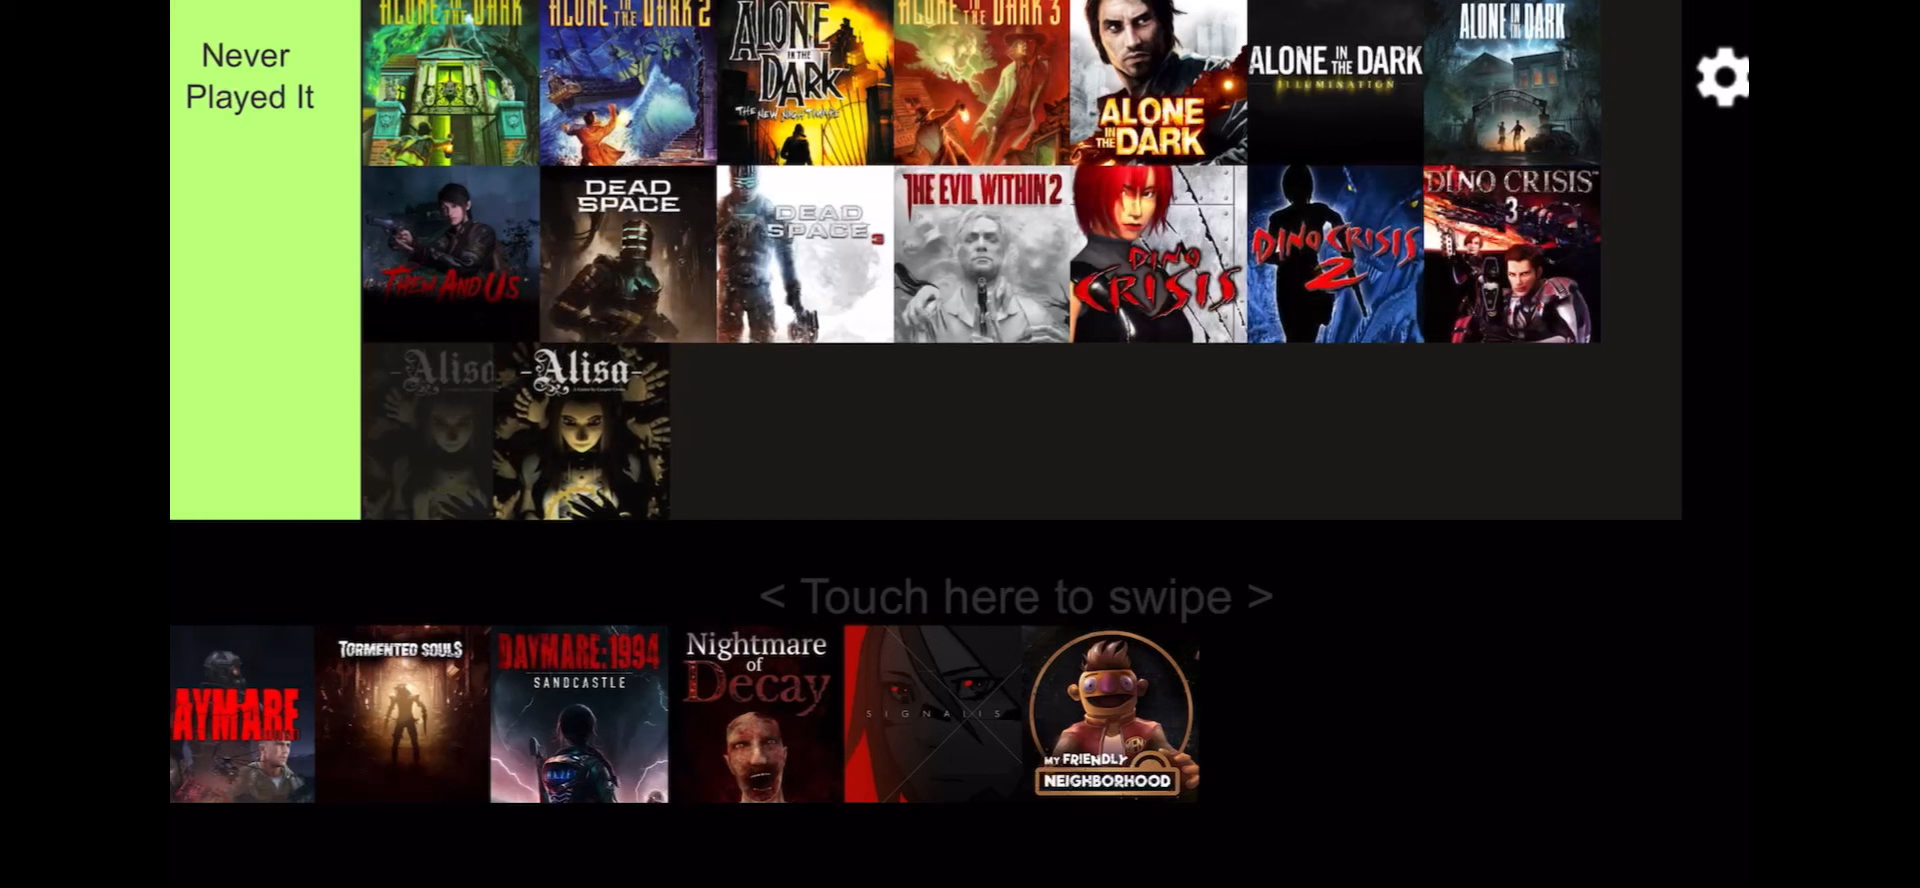 Never
Played It
ALONE IN THE DARK
ALONE IN THE DARK 2
ALONE
IN THE
DARK
THE NEW NIGHTMARE
ALONE IN THE DARK 3
ALONE
IN THE DARK
ALONE IN THE DARK
ILLUMINATION
ALONE IN THE DARK
THEM AND US
DEAD
SPACE
DEAD
SPACE 3
THE EVIL WITHIN 2
DINO
CRISIS
DINO CRISIS
2
DINO CRISIS
3
-Alisa
-Alisa-
< Touch here to swipe >
AYMARE
TORMENTED SOULS
DAYMARE:1994
SANDCASTLE
Nightmare
of
Decay
SIGNALIS
MY FRIENDLY
NEIGHBORHOOD